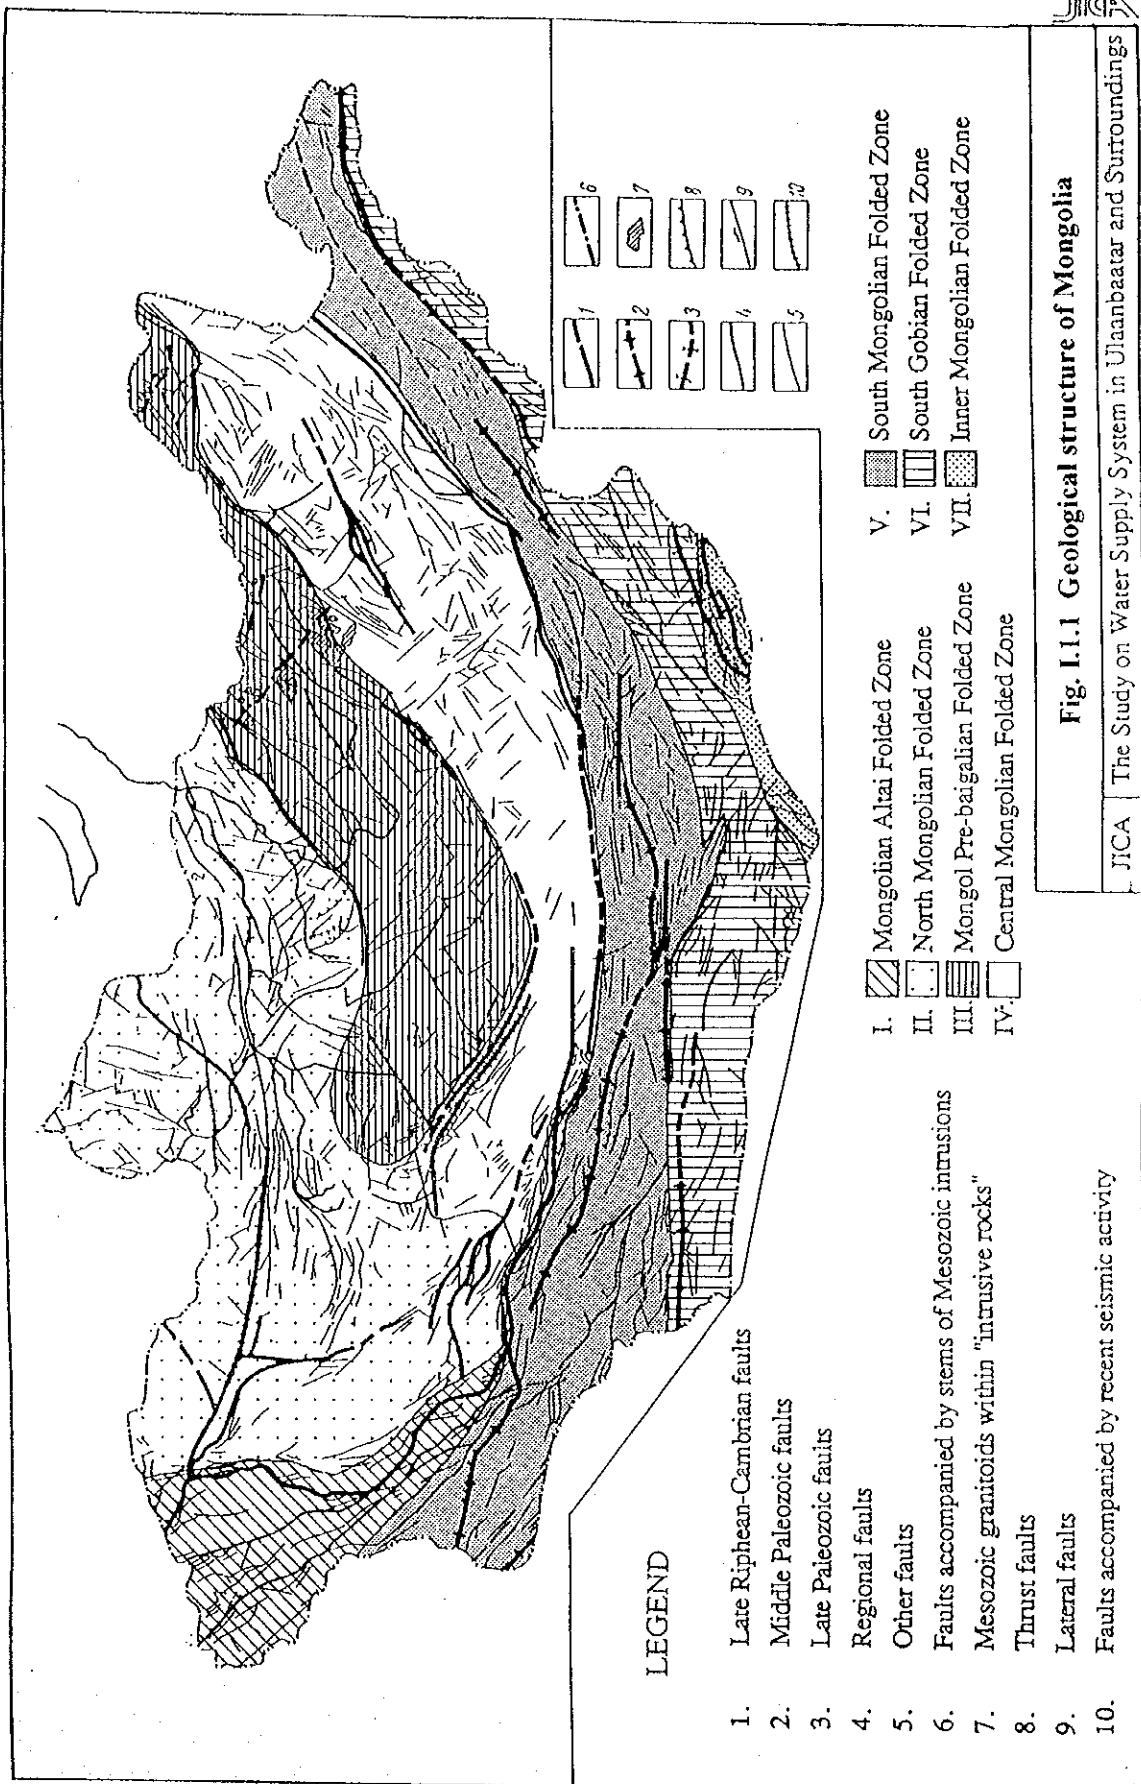 1
2
3
4
5
6
7
8
9
10
LEGEND
1. Late Riphean-Cambrian faults
2. Middle Paleozoic faults
3. Late Paleozoic faults
4. Regional faults
5. Other faults
6. Faults accompanied by stems of Mesozoic intrusions
7. Mesozoic granitoids within "intrusive rocks"
8. Thrust faults
9. Lateral faults
10. Faults accompanied by recent seismic activity
I. Mongolian Altai Folded Zone
II. North Mongolian Folded Zone
III. Mongol Pre-baigalian Folded Zone
IV. Central Mongolian Folded Zone
V. South Mongolian Folded Zone
VI. South Gobian Folded Zone
VII. Inner Mongolian Folded Zone
Fig. I.1.1 Geological structure of Mongolia
JICA The Study on Water Supply System in Ulaanbaatar and Surroundings